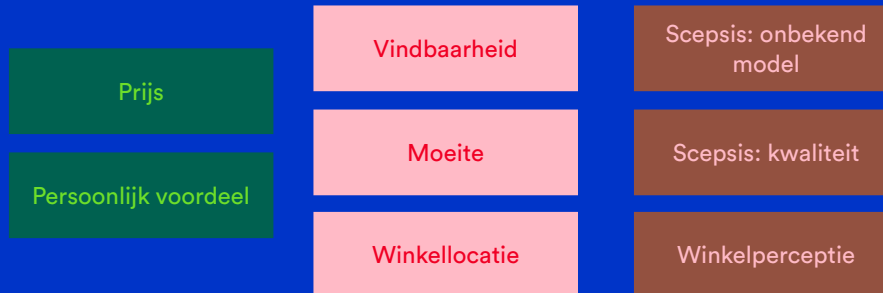 Prijs
Persoonlijk voordeel
Vindbaarheid
Moeite
Winkellocatie
Scepsis: onbekend
model
Scepsis: kwaliteit
Winkelperceptie